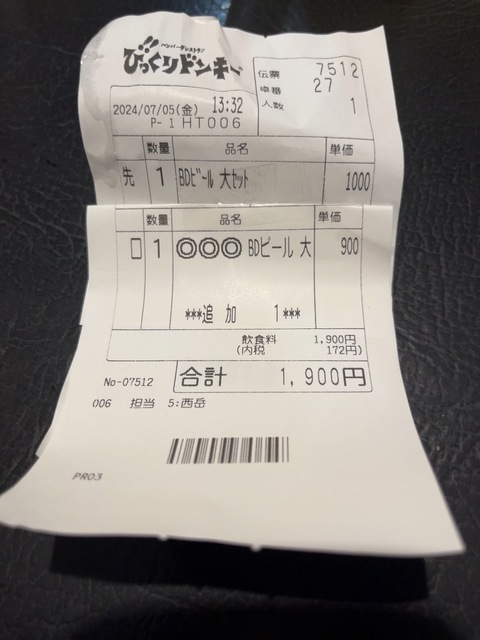 ハンバーグレストラン
びっくりドンキー
伝票 7512
卓番 27
人数 1
2024/07/05(金) 13:32
P-1 HT006
数量 品名 単価
先 1 BDビール 大セット 1000
数量 品名 単価
口 1 ◎◎◎ BDビール 大 900
***追 加 1***
飲食料 1,900円
(内税 172円)
合計 1,900円
No-07512
006 担当 5:西岳
PR03